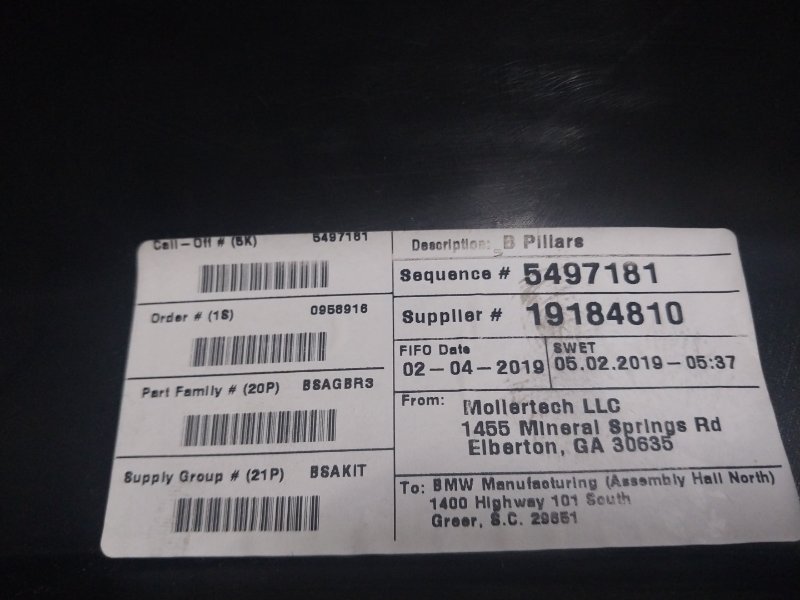 Call-Off # (5K) 5497181
Order # (1S) 0958916
Part Family # (20P) BSAGBR3
Supply Group # (21P) BSAKIT
Description: B Pillars
Sequence # 5497181
Supplier # 19184810
FIFO Date
02-04-2019
SWET
05.02.2019-05:37
From: Mollertech LLC
1455 Mineral Springs Rd
Elberton, GA 30635
To: BMW Manufacturing (Assembly Hall North)
1400 Highway 101 South
Greer, S.C. 29651